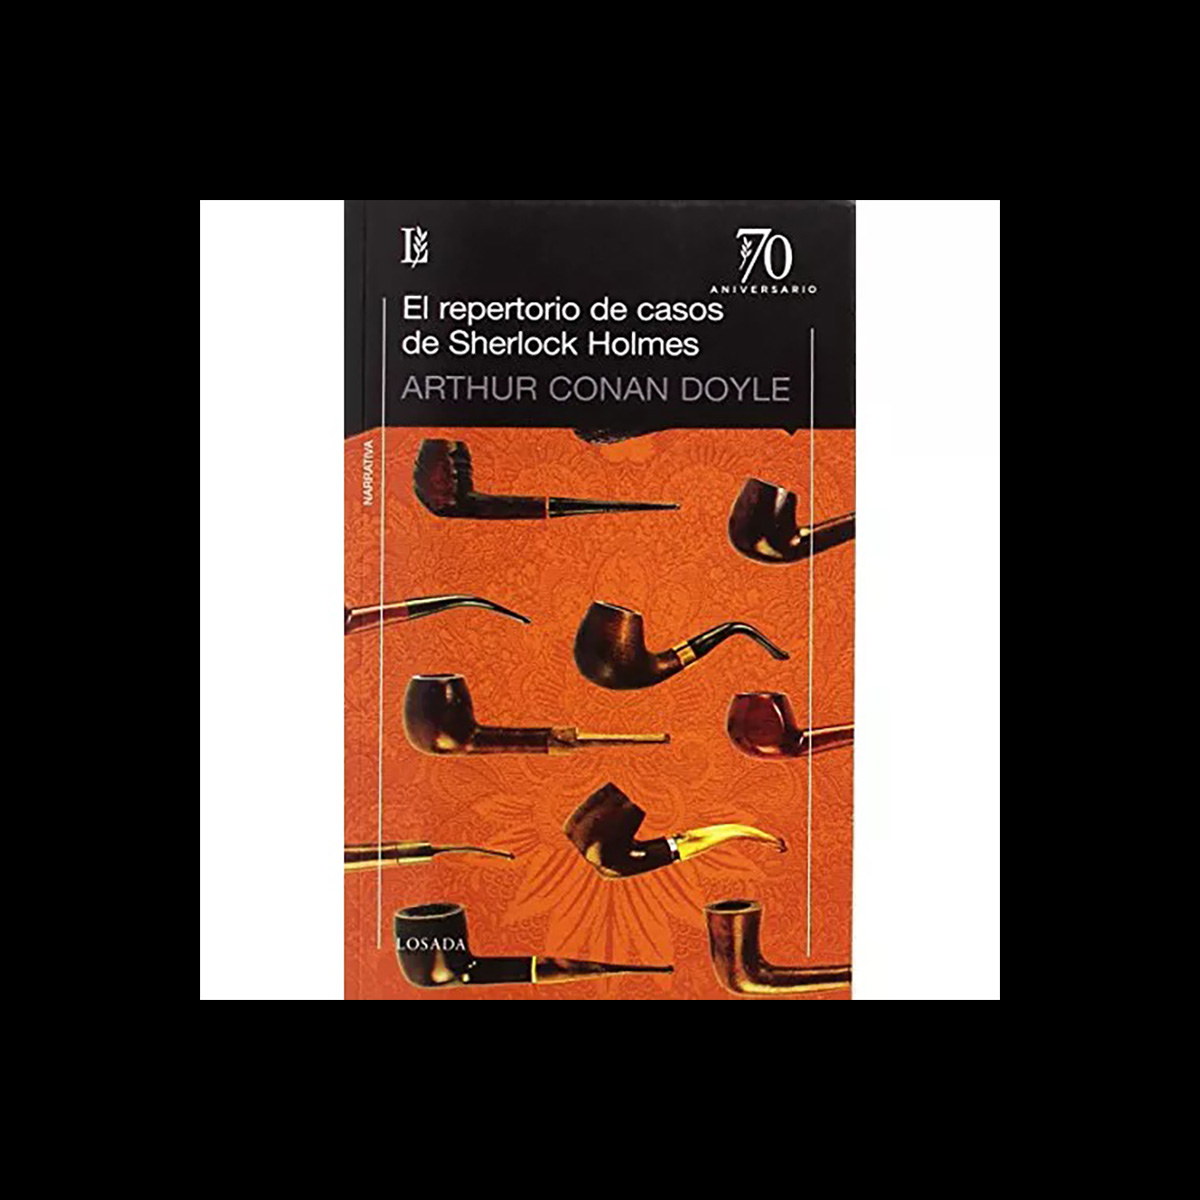 L
70
ANIVERSARIO
El repertorio de casos
de Sherlock Holmes
ARTHUR CONAN DOYLE
NARRATIVA
LOSADA